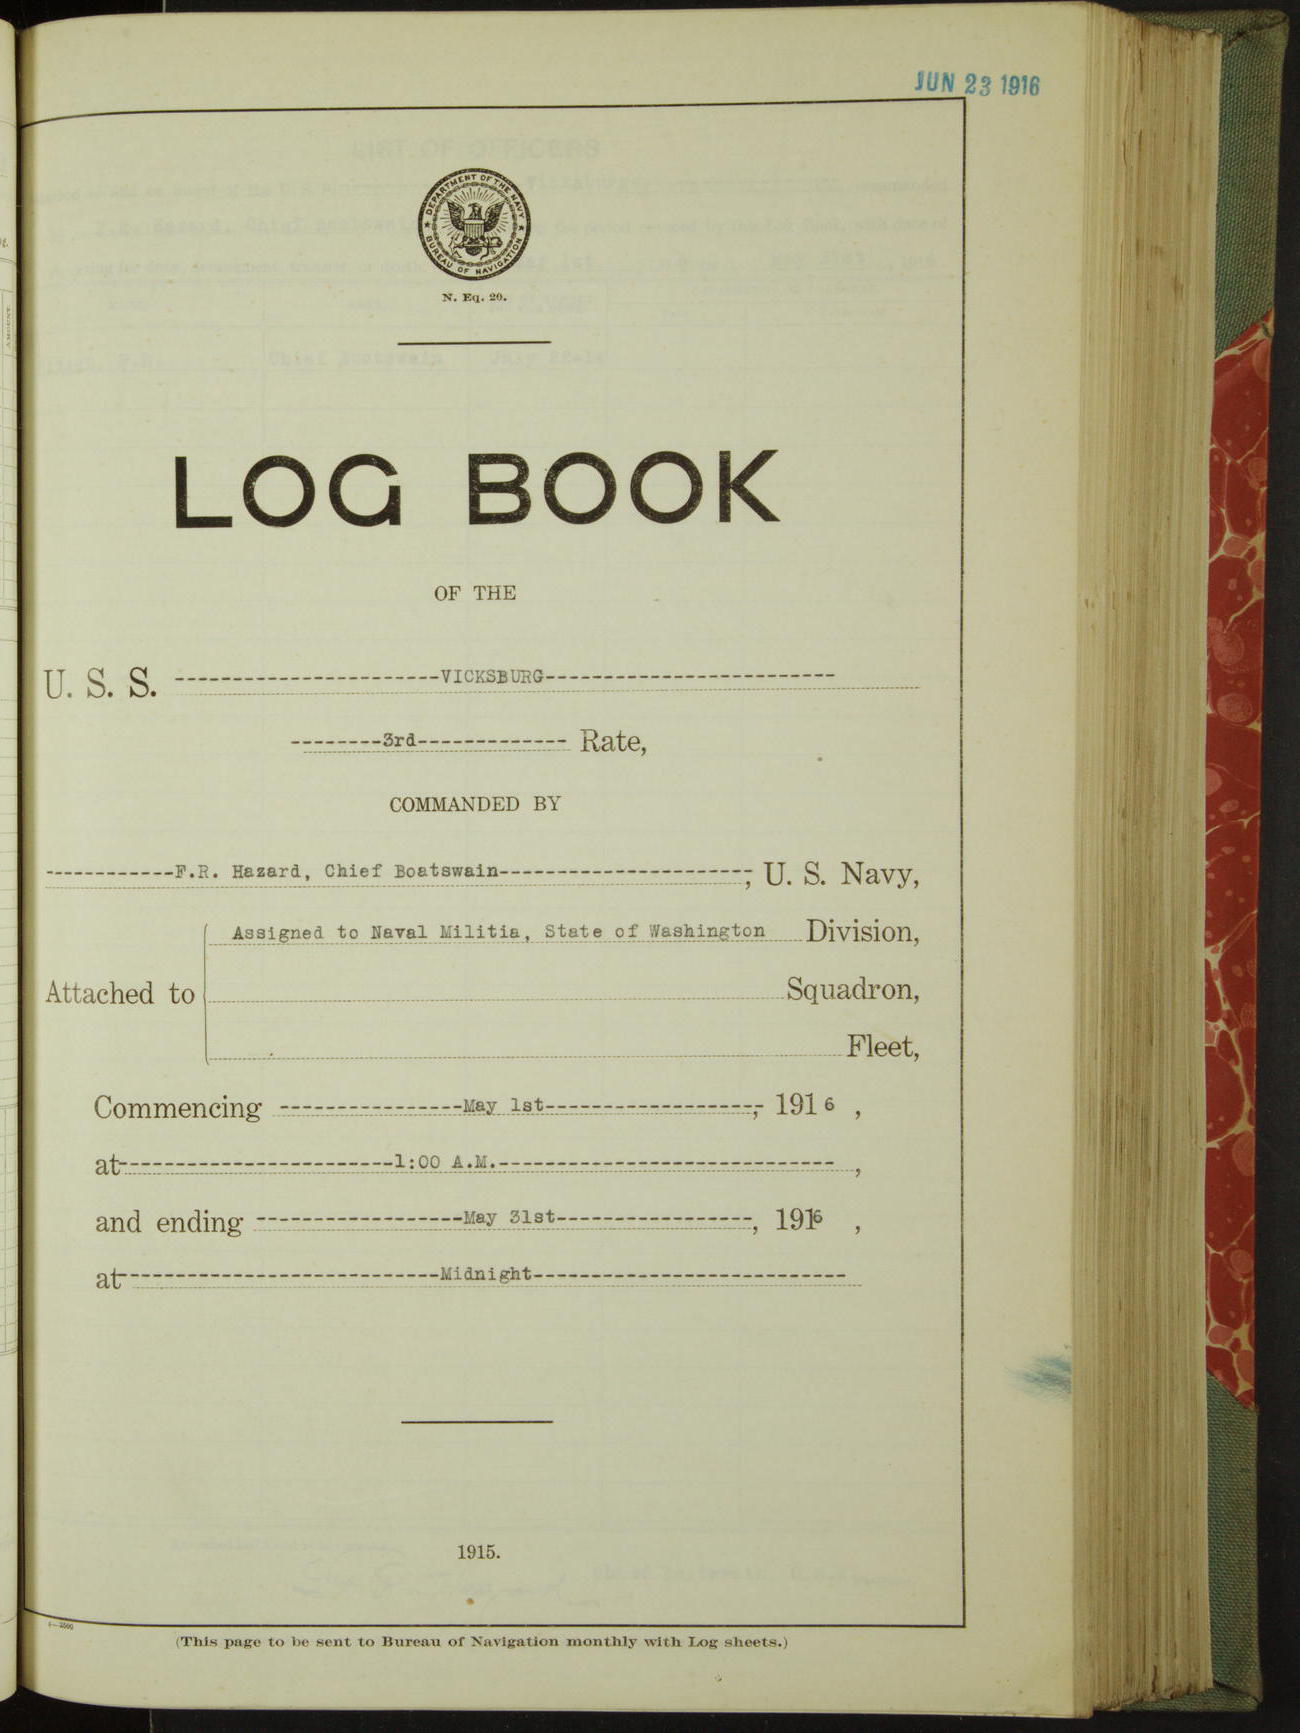 JUN 23 1916
DEPARTMENT OF THE NAVY
BUREAU OF NAVIGATION
N. Eq. 20.
LOG BOOK
OF THE
U. S. S. ----------------------VICKSBURG------------------------
--------3rd------------- Rate,
COMMANDED BY
------------F.R. Hazard, Chief Boatswain---------------------, U. S. Navy,
Assigned to Naval Militia, State of Washington Division,
Attached to
Squadron,
Fleet,
Commencing ----------------May 1st-------------------, 1916,
at------------------------1:00 A.M.-----------------------------,
and ending ------------------May 31st-----------------, 1916,
at---------------------------Midnight---------------------------
1915.
(This page to be sent to Bureau of Navigation monthly with Log sheets.)